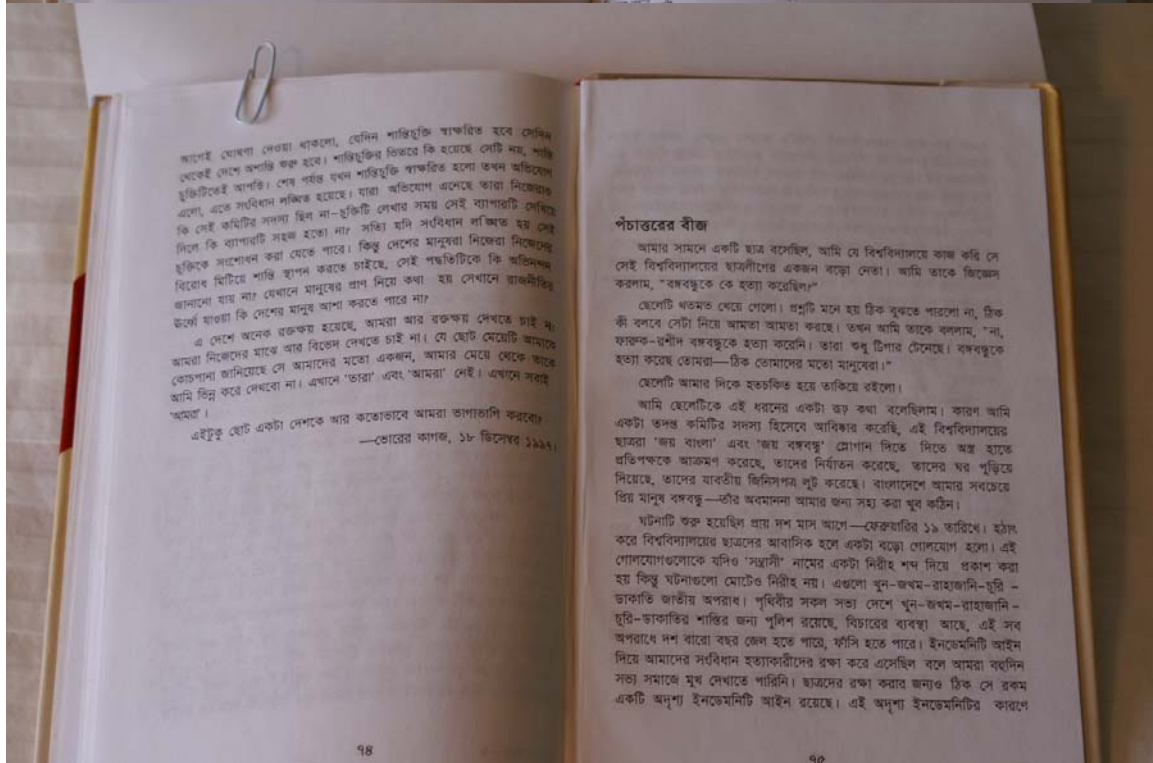 আগেই ঘোষণা দেওয়া থাকলো, যেদিন শান্তিচুক্তি স্বাক্ষরিত হবে সেদিন
থেকেই দেশে অশান্তি শুরু হবে। শান্তিচুক্তির ভিতরে কি হয়েছে সেটি নয়, শান্তি
চুক্তিটিতেই আপত্তি। শেষ পর্যন্ত যখন শান্তিচুক্তি স্বাক্ষরিত হলো তখন অভিযোগ
এলো, এতে সংবিধান লঙ্ঘিত হয়েছে। যারা অভিযোগ এনেছে তারা নিজেরাও
কি সেই কমিটির সদস্য ছিল না—চুক্তিটি লেখার সময় সেই ব্যাপারটি দেখিয়ে
দিলে কি ব্যাপারটি সহজ হতো না? সত্যি যদি সংবিধান লঙ্ঘিত হয় সেই
চুক্তিকে সংশোধন করা যেতে পারে। কিন্তু দেশের মানুষরা নিজেরা নিজেদের
বিরোধ মিটিয়ে শান্তি স্থাপন করতে চাইছে, সেই পদ্ধতিটিকে কি অভিনন্দন
জানানো যায় না? যেখানে মানুষের প্রাণ নিয়ে কথা হয় সেখানে রাজনীতির
ঊর্ধ্বে যাওয়া কি দেশের মানুষ আশা করতে পারে না?
এ দেশে অনেক রক্তক্ষয় হয়েছে, আমরা আর রক্তক্ষয় দেখতে চাই না।
আমরা নিজেদের মাঝে আর বিভেদ দেখতে চাই না। যে ছোট মেয়েটি আমাকে
কোচপানা জানিয়েছে সে আমাদের মতো একজন, আমার মেয়ে থেকে তাকে
আমি ভিন্ন করে দেখবো না। এখানে ‘তারা’ এবং ‘আমরা’ নেই। এখানে সবাই
‘আমরা’।
এইটুকু ছোট একটা দেশকে আর কতোভাবে আমরা ভাগাভাগি করবো?
—ভোরের কাগজ, ১৮ ডিসেম্বর ১৯৯৭।
৭৪
পঁচাত্তরের বীজ
আমার সামনে একটি ছাত্র বসেছিল, আমি যে বিশ্ববিদ্যালয়ে কাজ করি সে
সেই বিশ্ববিদ্যালয়ের ছাত্রলীগের একজন বড়ো নেতা। আমি তাকে জিজ্ঞেস
করলাম, “বঙ্গবন্ধুকে কে হত্যা করেছিল?”
ছেলেটি থতমত খেয়ে গেলো। প্রশ্নটি মনে হয় ঠিক বুঝতে পারলো না, ঠিক
কী বলবে সেটা নিয়ে আমতা আমতা করছে। তখন আমি তাকে বললাম, “না,
ফারুক-রশীদ বঙ্গবন্ধুকে হত্যা করেনি। তারা শুধু ট্রিগার টেনেছে। বঙ্গবন্ধুকে
হত্যা করেছ তোমরা—ঠিক তোমাদের মতো মানুষেরা।”
ছেলেটি আমার দিকে হতচকিত হয়ে তাকিয়ে রইলো।
আমি ছেলেটিকে এই ধরনের একটা রূঢ় কথা বলেছিলাম। কারণ আমি
একটা তদন্ত কমিটির সদস্য হিসেবে আবিষ্কার করেছি, এই বিশ্ববিদ্যালয়ের
ছাত্ররা ‘জয় বাংলা’ এবং ‘জয় বঙ্গবন্ধু’ স্লোগান দিতে দিতে অস্ত্র হাতে
প্রতিপক্ষকে আক্রমণ করেছে, তাদের নির্যাতন করেছে, তাদের ঘর পুড়িয়ে
দিয়েছে, তাদের যাবতীয় জিনিসপত্র লুট করেছে। বাংলাদেশে আমার সবচেয়ে
প্রিয় মানুষ বঙ্গবন্ধু—তাঁর অবমাননা আমার জন্য সহ্য করা খুব কঠিন।
ঘটনাটি শুরু হয়েছিল প্রায় দশ মাস আগে—ফেব্রুয়ারির ১৯ তারিখে। হঠাৎ
করে বিশ্ববিদ্যালয়ের ছাত্রদের আবাসিক হলে একটা বড়ো গোলযোগ হলো। এই
গোলযোগগুলোকে যদিও ‘সন্ত্রাসী’ নামের একটা নিরীহ শব্দ দিয়ে প্রকাশ করা
হয় কিন্তু ঘটনাগুলো মোটেও নিরীহ নয়। এগুলো খুন-জখম-রাহাজানি-চুরি -
ডাকাতি জাতীয় অপরাধ। পৃথিবীর সকল সভ্য দেশে খুন-জখম-রাহাজানি-
চুরি-ডাকাতির শাস্তির জন্য পুলিশ রয়েছে, বিচারের ব্যবস্থা আছে, এই সব
অপরাধে দশ বারো বছর জেল হতে পারে, ফাঁসি হতে পারে। ইনডেমনিটি আইন
দিয়ে আমাদের সংবিধান হত্যাকারীদের রক্ষা করে এসেছিল বলে আমরা বহুদিন
সভ্য সমাজে মুখ দেখাতে পারিনি। ছাত্রদের রক্ষা করার জন্যও ঠিক সে রকম
একটি অদৃশ্য ইনডেমনিটি আইন রয়েছে। এই অদৃশ্য ইনডেমনিটির কারণে
৭৫